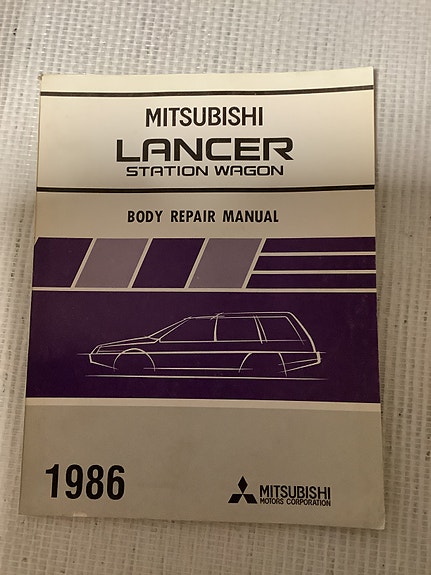 MITSUBISHI
LANCER
STATION WAGON
BODY REPAIR MANUAL
1986
MITSUBISHI
MOTORS CORPORATION